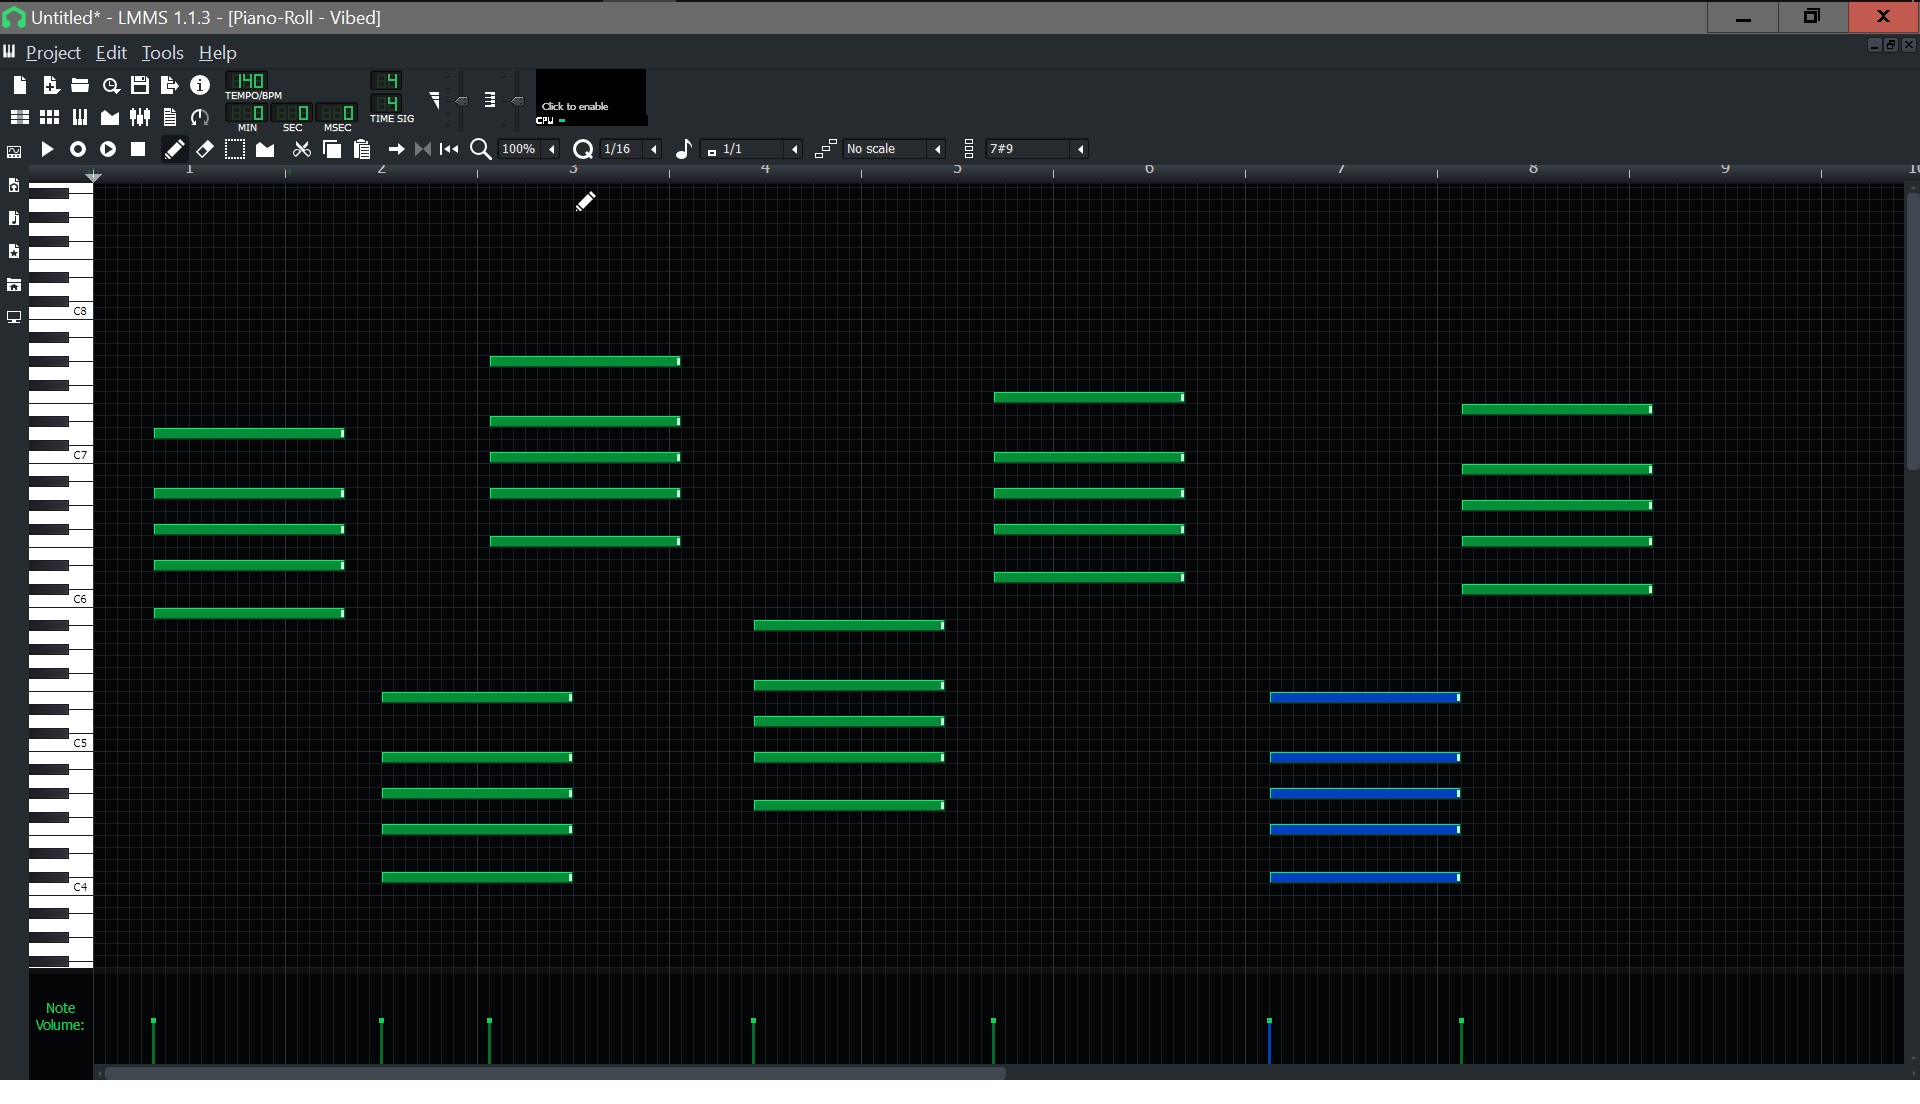 Untitled* - LMMS 1.1.3 - [Piano-Roll - Vibed]
Project Edit Tools Help
140
TEMPO/BPM
0 0 0
MIN SEC MSEC
4
4
TIME SIG
Click to enable
CPU
100% 1/16 1/1 No scale 7#9
1 2 3 4 5 6 7 8 9
C8
C7
C6
C5
C4
Note
Volume: